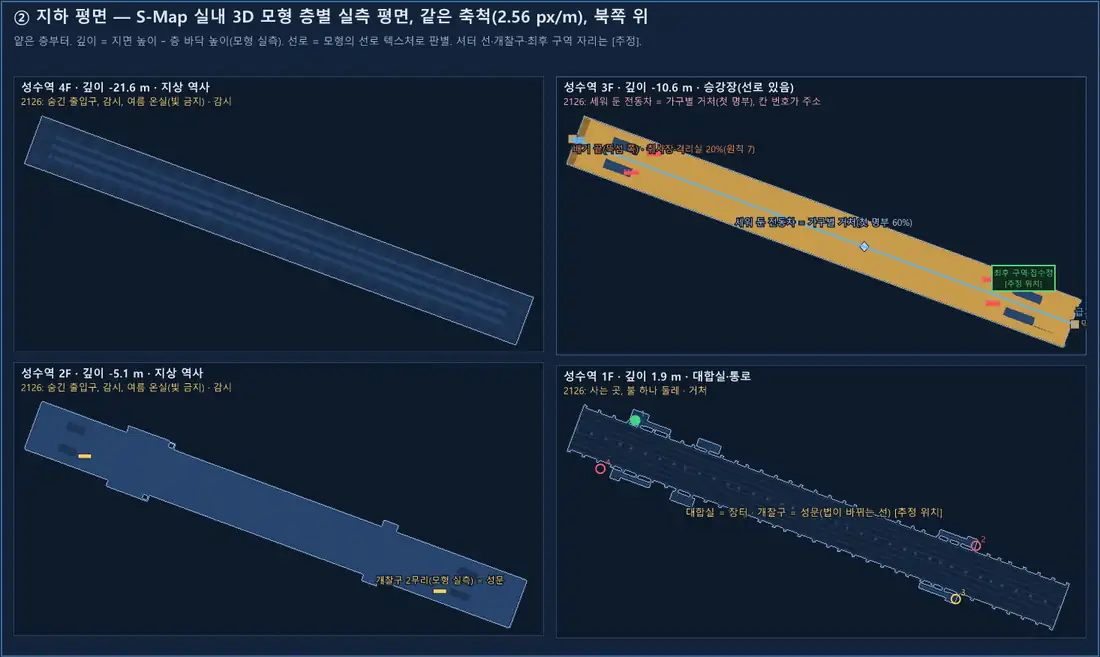 ② 지하 평면 — S-Map 실내 3D 모형 층별 실측 평면, 같은 축척(2.56 px/m), 북쪽 위
얕은 층부터. 깊이 = 지면 높이 − 층 바닥 높이(모형 실측). 선로 = 모형의 선로 텍스처로 판별. 셔터 선·개찰구·최후 구역 자리는 [추정].
성수역 4F · 깊이 -21.6 m · 지상 역사
2126: 숨긴 출입구, 감시, 여름 온실(빛 금지) · 감시
성수역 3F · 깊이 -10.6 m · 승강장(선로 있음)
2126: 세워 둔 전동차 = 가구별 거처(첫 명부), 칸 번호가 주소
격리실 20%(원칙 7)
세워 둔 전동차 = 가구별 거처(첫 명부 60%)
최후 구역·집수정
[추정 위치]
성수역 2F · 깊이 -5.1 m · 지상 역사
2126: 숨긴 출입구, 감시, 여름 온실(빛 금지) · 감시
개찰구 2무리(모형 실측) = 성문
성수역 1F · 깊이 1.9 m · 대합실·통로
2126: 사는 곳, 불 하나 둘레 · 거처
대합실 = 장터 · 개찰구 = 성문(법이 바뀌는 선) [추정 위치]
2
3